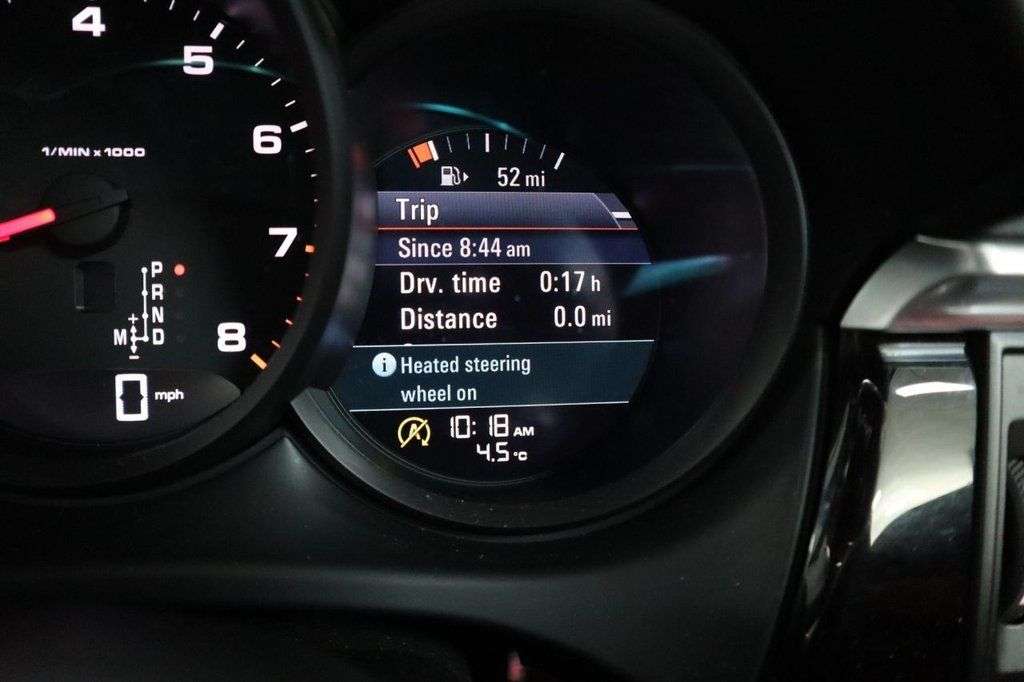 4
5
6
7
8
1/MIN x 1000
P
R
N
M D
+
-
0 mph
52 mi
Trip
Since 8:44 am
Drv. time 0:17 h
Distance 0.0 mi
i Heated steering
wheel on
A
10:18 AM
4.5 °C